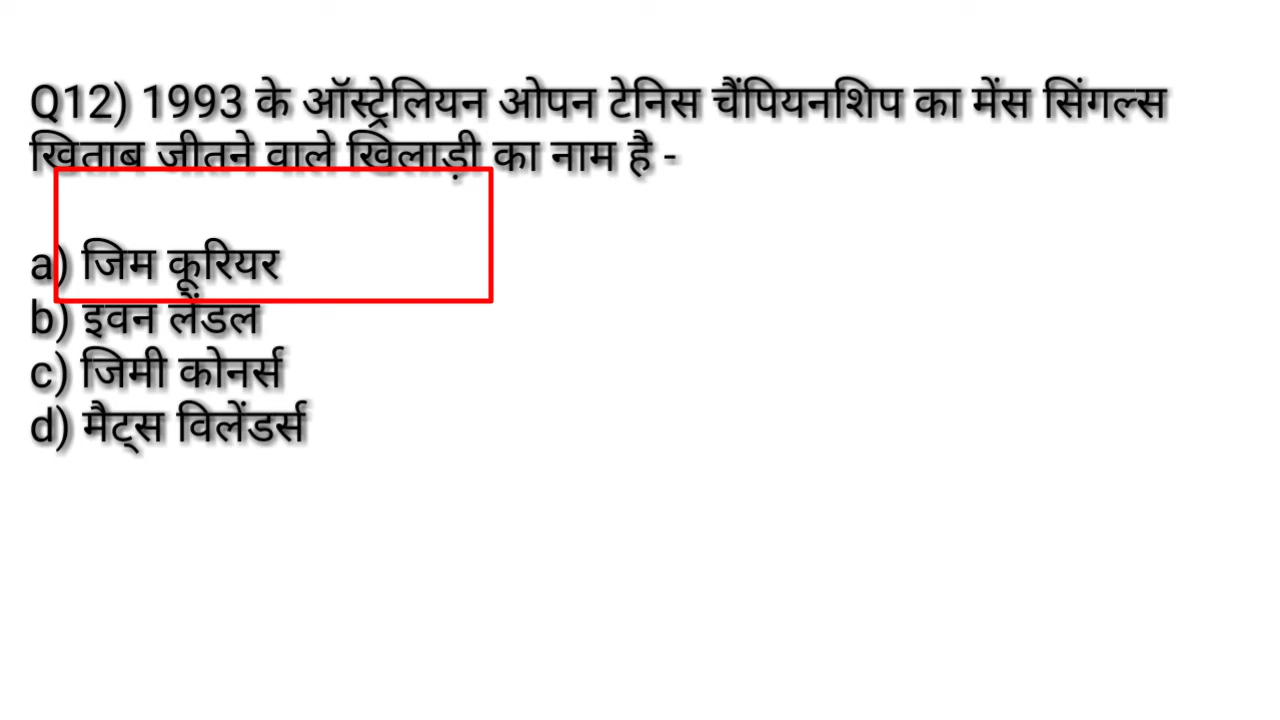 Q12) 1993 के ऑस्ट्रेलियन ओपन टेनिस चैंपियनशिप का मेंस सिंगल्स
खिताब जीतने वाले खिलाड़ी का नाम है -
a) जिम कूरियर
b) इवन लेंडल
c) जिमी कोनर्स
d) मैट्स विलेंडर्स